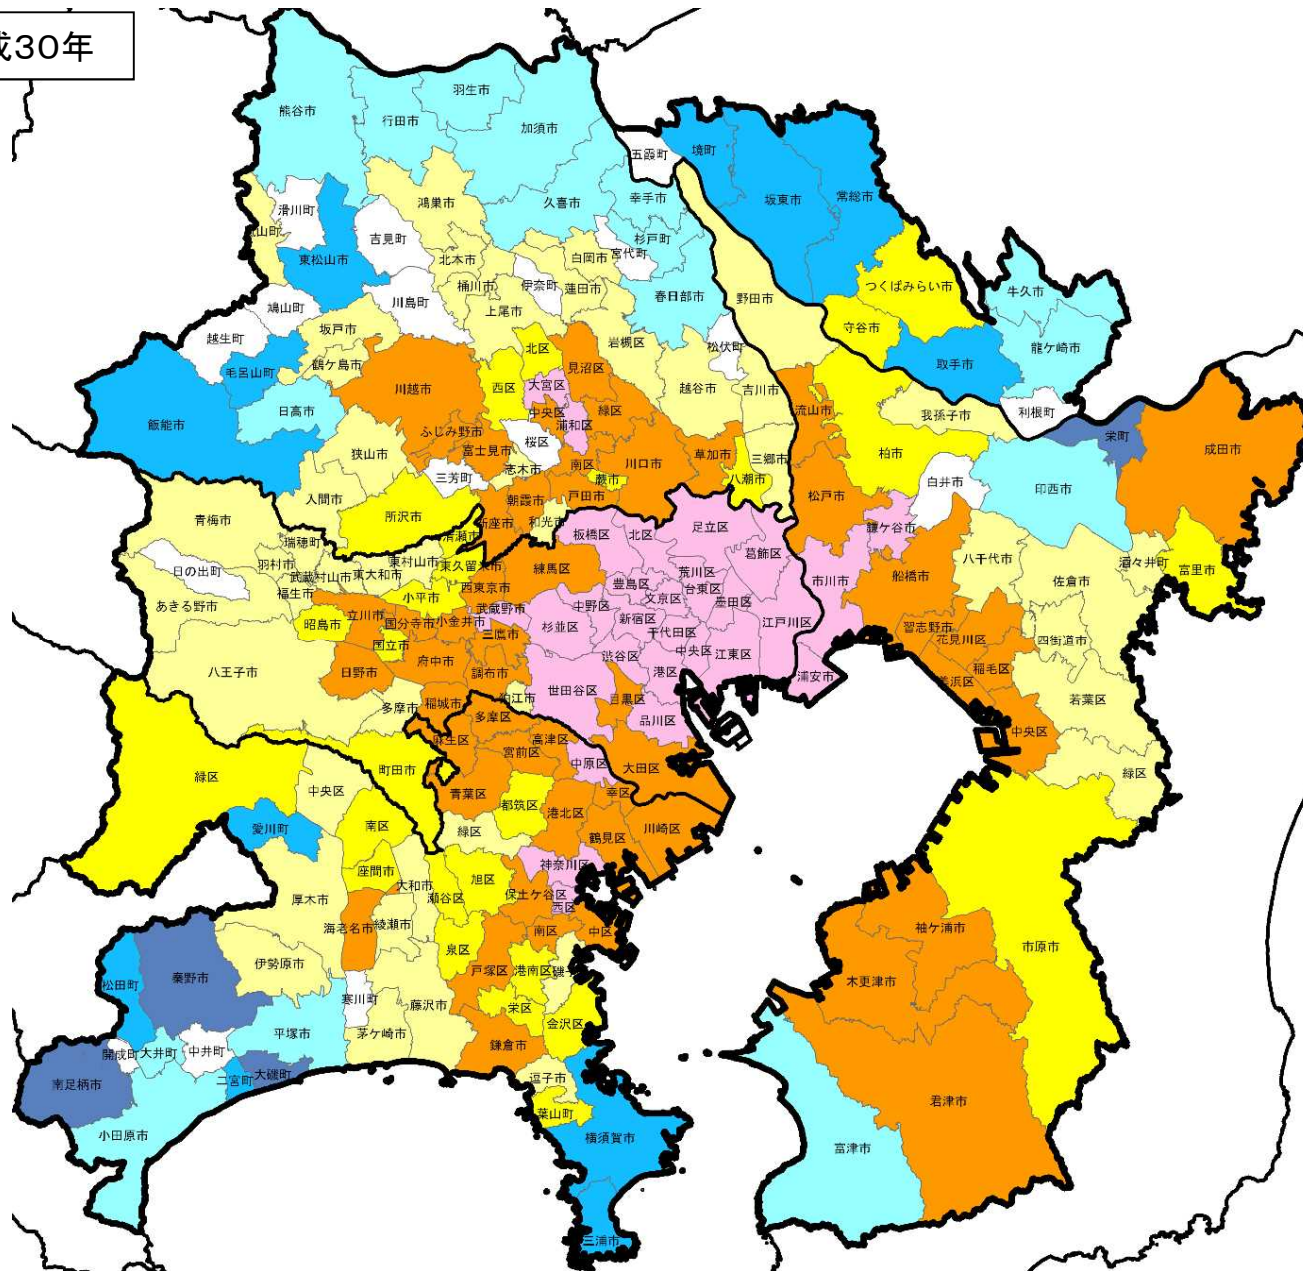 成30年
熊谷市
羽生市
行田市
加須市
五霞町
境町
坂東市
常総市
滑川町
鴻巣市
久喜市
幸手市
山町
吉見町
杉戸町
宮代町
東松山市
北本市
白岡市
つくばみらい市
牛久市
桶川市
伊奈町
蓮田市
春日部市
野田市
鳩山町
川島町
上尾市
守谷市
越生町
坂戸市
岩槻区
松伏町
龍ケ崎市
北区
見沼区
取手市
鶴ケ島市
毛呂山町
川越市
西区
大宮区
越谷市
吉川市
日高市
中央区
緑区
流山市
我孫子市
利根町
飯能市
ふじみ野市
浦和区
桜区
栄町
成田市
狭山市
富士見市
草加市
柏市
三芳町
志木市
南区
川口市
三郷市
八潮市
白井市
蕨市
印西市
入間市
朝霞市
戸田市
松戸市
所沢市
新座市
和光市
鎌ケ谷市
青梅市
清瀬市
板橋区
北区
足立区
瑞穂町
葛飾区
東村山市
八千代市
酒々井町
羽村市
東久留米市
練馬区
荒川区
船橋市
富里市
日の出町
武蔵村山市
東大和市
豊島区
台東区
市川市
佐倉市
福生市
西東京市
文京区
墨田区
あきる野市
小平市
中野区
立川市
武蔵野市
新宿区
江戸川区
昭島市
国分寺市
小金井市
杉並区
千代田区
習志野市
花見川区
四街道市
国立市
三鷹市
渋谷区
中央区
江東区
稲毛区
府中市
八王子市
日野市
調布市
港区
浦安市
美浜区
世田谷区
目黒区
若葉区
狛江市
多摩市
稲城市
品川区
多摩区
中央区
麻生区
高津区
宮前区
中原区
大田区
緑区
町田市
緑区
中央区
青葉区
幸区
都筑区
港北区
愛川町
南区
緑区
鶴見区
川崎区
座間市
神奈川区
大和市
旭区
厚木市
瀬谷区
保土ケ谷区
西区
海老名市
綾瀬市
南区
中区
袖ケ浦市
市原市
泉区
伊勢原市
戸塚区
港南区
磯子
秦野市
木更津市
松田町
寒川町
藤沢市
栄区
金沢区
平塚市
茅ケ崎市
鎌倉市
開成町
大井町
中井町
大磯町
二宮町
南足柄市
逗子市
君津市
葉山町
小田原市
横須賀市
富津市
三浦市